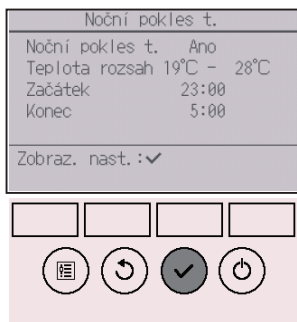 Noční pokles t.
Noční pokles t. Ano
Teplota rozsah 19°C - 28°C
Začátek 23:00
Konec 5:00
Zobraz. nast.:✓